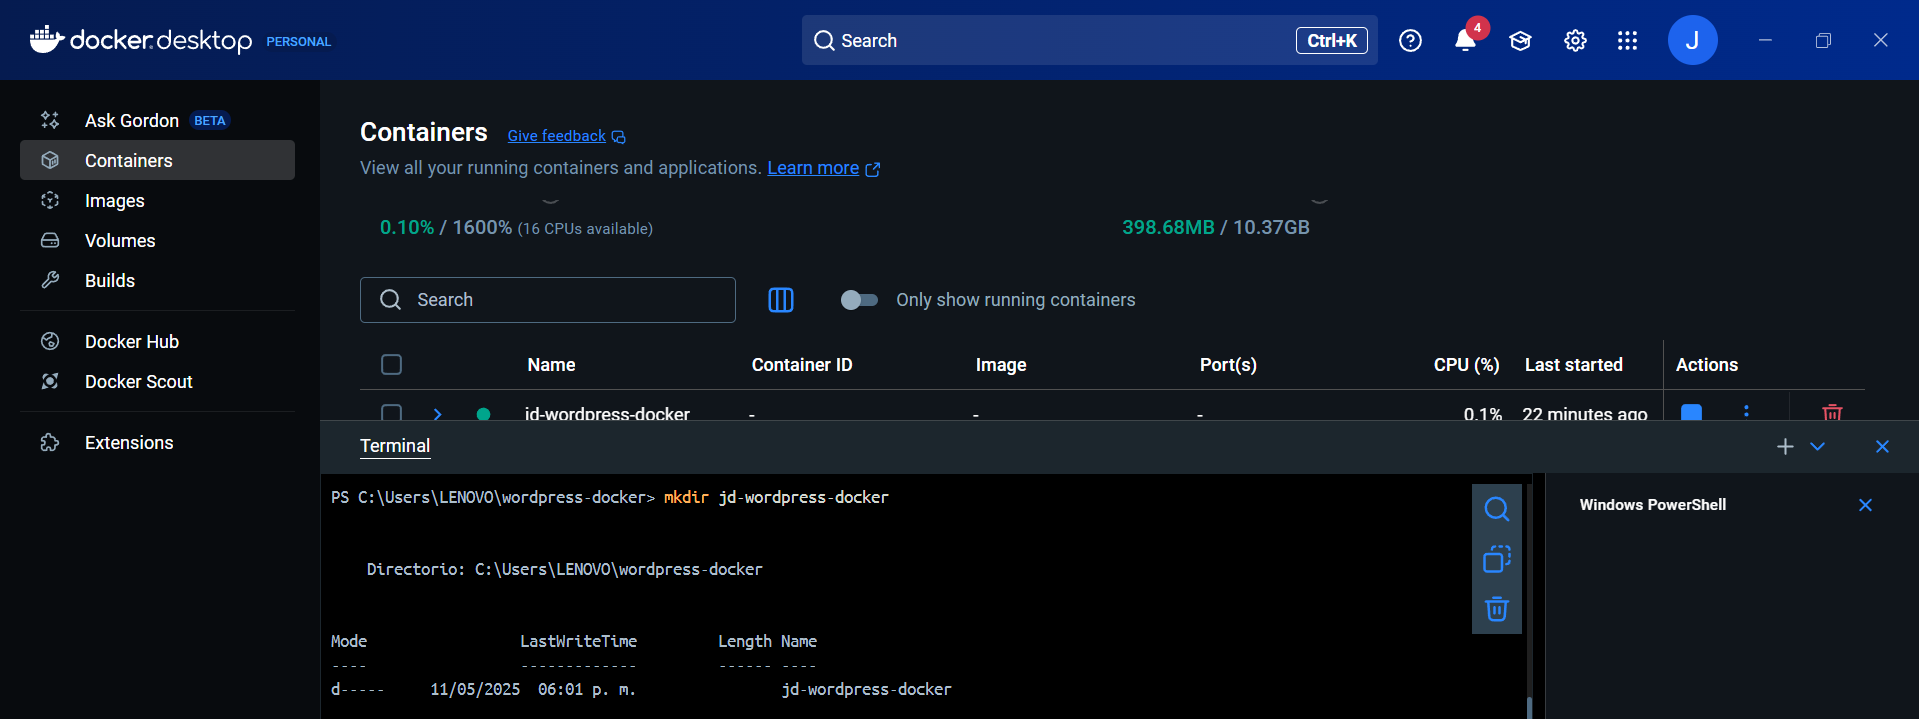 docker.desktop PERSONAL
Search Ctrl+K
4
J
Ask Gordon BETA
Containers
Images
Volumes
Builds
Docker Hub
Docker Scout
Extensions
Containers Give feedback
View all your running containers and applications. Learn more
0.10% / 1600% (16 CPUs available)
398.68MB / 10.37GB
Search
Only show running containers
Name Container ID Image Port(s) CPU (%) Last started Actions
jd-wordpress-docker - - - 0.1% 22 minutes ago
Terminal
PS C:\Users\LENOVO\wordpress-docker> mkdir jd-wordpress-docker
Directorio: C:\Users\LENOVO\wordpress-docker
Mode LastWriteTime Length Name
---- ------------- ------ ----
d----- 11/05/2025 06:01 p. m. jd-wordpress-docker
Windows PowerShell